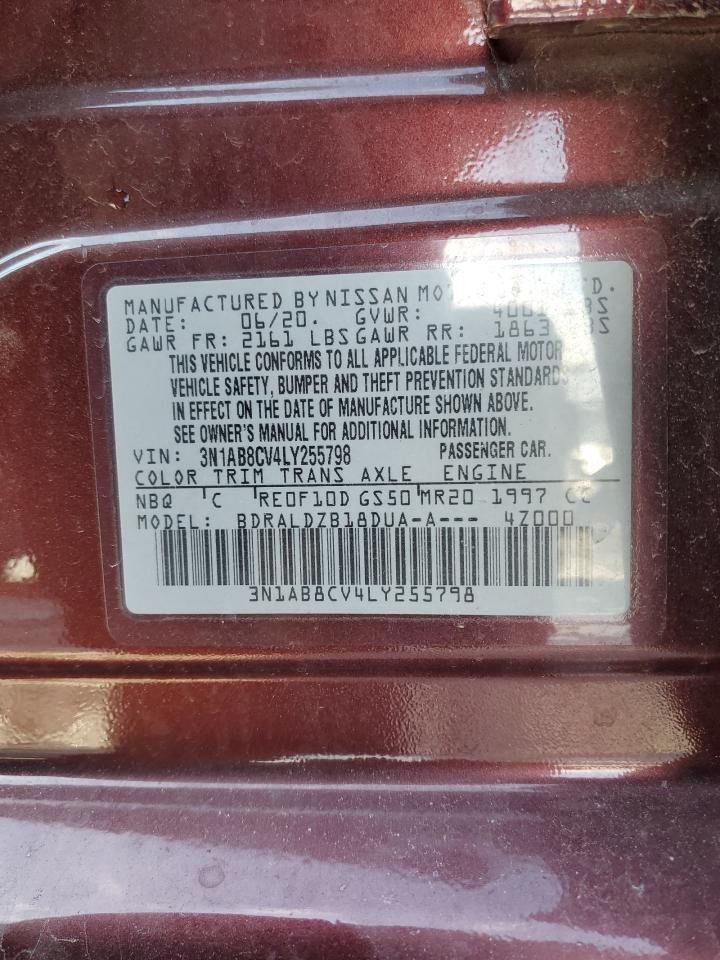 MANUFACTURED BY NISSAN
DATE: 06/20. GVWR:
GAWR FR: 2161 LBS GAWR RR: 1863
THIS VEHICLE CONFORMS TO ALL APPLICABLE FEDERAL MOTOR
VEHICLE SAFETY, BUMPER AND THEFT PREVENTION STANDARDS
IN EFFECT ON THE DATE OF MANUFACTURE SHOWN ABOVE.
SEE OWNER'S MANUAL FOR ADDITIONAL INFORMATION.
VIN: 3N1AB8CV4LY255798 PASSENGER CAR.
COLOR TRIM TRANS AXLE ENGINE
NBQ C RE0F10D GS50 MR20 1997 CC
MODEL: BDRALDZB18DUA-A--- 4Z000
3N1AB8CV4LY255798